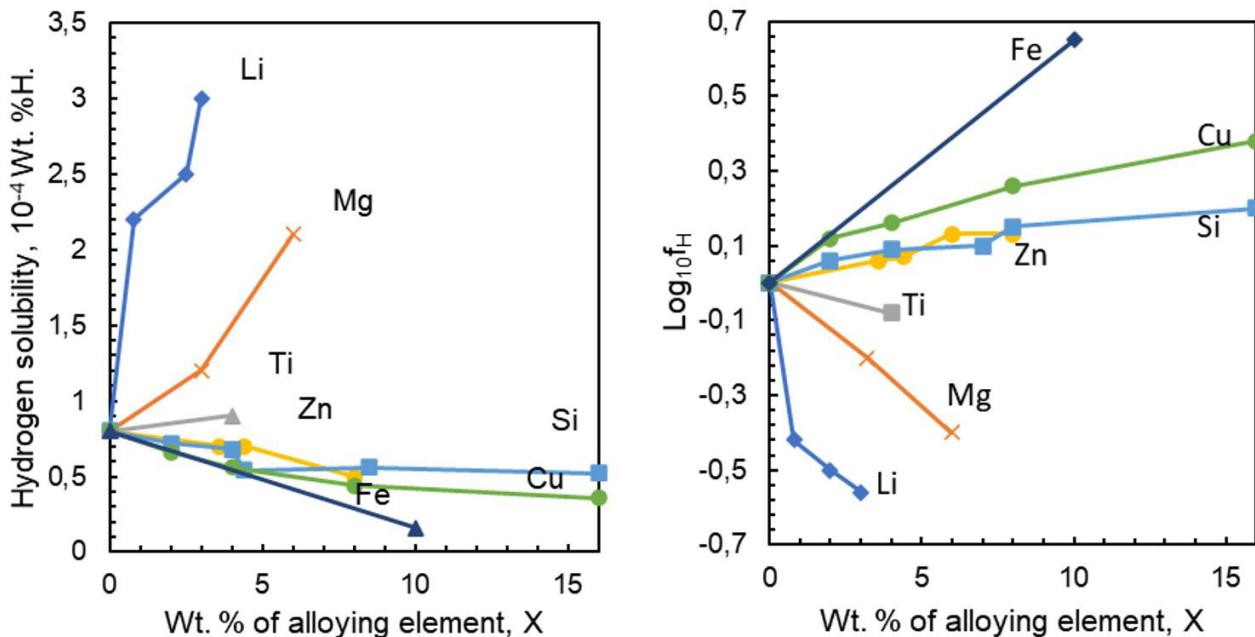 3,5
3
2,5
2
1,5
1
0,5
0
0
5
10
15
Hydrogen solubility, 10⁻⁴ Wt. %H.
Wt. % of alloying element, X
Li
Mg
Ti
Zn
Si
Cu
Fe
0,7
0,5
0,3
0,1
-0,1
-0,3
-0,5
-0,7
0
5
10
15
Log₁₀f_H
Wt. % of alloying element, X
Fe
Cu
Si
Zn
Ti
Mg
Li